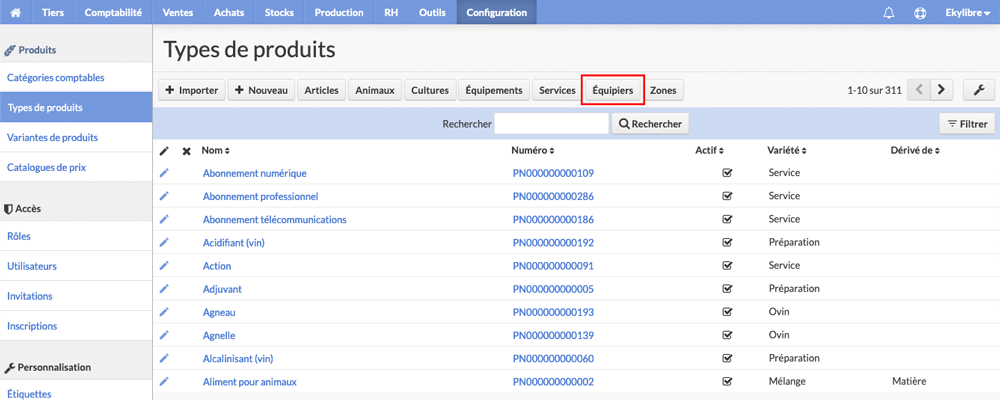 Tiers Comptabilité Ventes Achats Stocks Production RH Outils Configuration Ekylibre
Produits
Catégories comptables
Types de produits
Variantes de produits
Catalogues de prix
Accès
Rôles
Utilisateurs
Invitations
Inscriptions
Personnalisation
Étiquettes
Types de produits
Importer Nouveau Articles Animaux Cultures Équipements Services Équipiers Zones 1-10 sur 311
Rechercher Rechercher Filtrer
Nom Numéro Actif Variété Dérivé de
Abonnement numérique PN000000000109 Service
Abonnement professionnel PN000000000286 Service
Abonnement télécommunications PN000000000186 Service
Acidifiant (vin) PN000000000192 Préparation
Action PN000000000091 Service
Adjuvant PN000000000005 Préparation
Agneau PN000000000193 Ovin
Agnelle PN000000000139 Ovin
Alcalinisant (vin) PN000000000060 Préparation
Aliment pour animaux PN000000000002 Mélange Matière